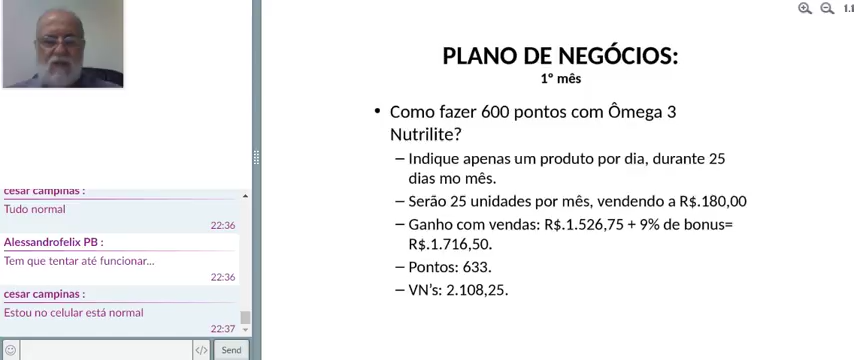 cesar campinas :
Tudo normal
22:36
Alessandrofelix PB :
Tem que tentar até funcionar...
22:36
cesar campinas :
Estou no celular está normal
22:37
</> Send
1.1
PLANO DE NEGÓCIOS:
1º mês
• Como fazer 600 pontos com Ômega 3
Nutrilite?
– Indique apenas um produto por dia, durante 25
dias mo mês.
– Serão 25 unidades por mês, vendendo a R$.180,00
– Ganho com vendas: R$.1.526,75 + 9% de bonus=
R$.1.716,50.
– Pontos: 633.
– VN's: 2.108,25.